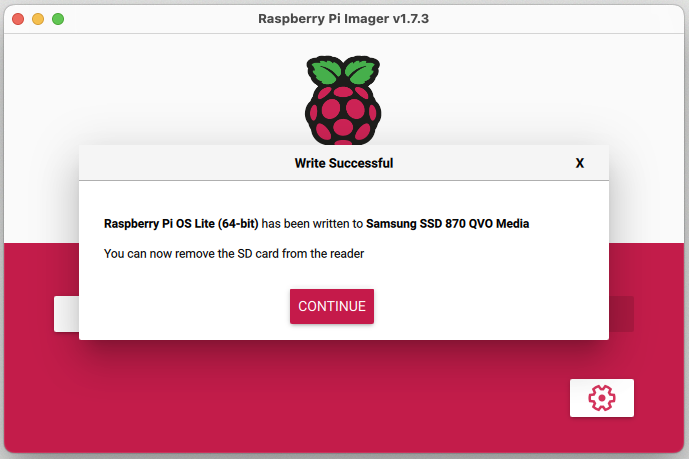 Raspberry Pi Imager v1.7.3
Write Successful
X
Raspberry Pi OS Lite (64-bit) has been written to Samsung SSD 870 QVO Media
You can now remove the SD card from the reader
CONTINUE